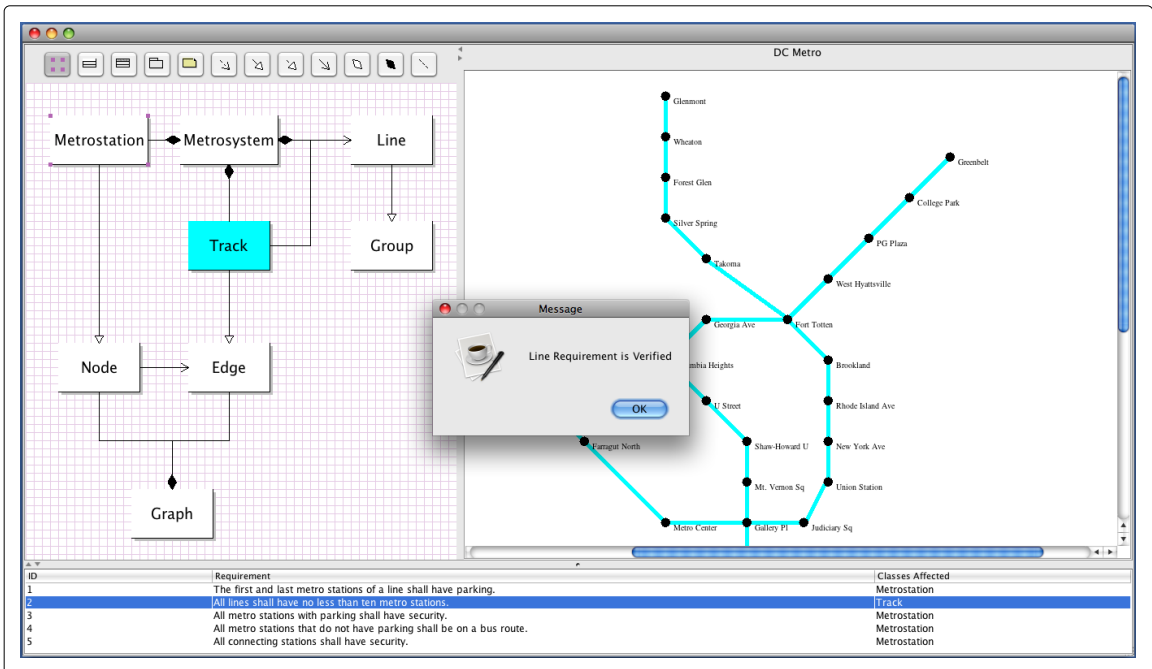 DC Metro
Metrostation
Metrosystem
Line
Track
Group
Node
Edge
Graph
Glenmont
Wheaton
Forest Glen
Silver Spring
Takoma
Greenbelt
College Park
PG Plaza
West Hyattsville
Georgia Ave
Fort Totten
mbia Heights
Brookland
U Street
Rhode Island Ave
Farragut North
Shaw-Howard U
New York Ave
Mt. Vernon Sq
Union Station
Metro Center
Gallery Pl
Judiciary Sq
Message
Line Requirement is Verified
OK
ID Requirement Classes Affected
1 The first and last metro stations of a line shall have parking. Metrostation
2 All lines shall have no less than ten metro stations. Track
3 All metro stations with parking shall have security. Metrostation
4 All metro stations that do not have parking shall be on a bus route. Metrostation
5 All connecting stations shall have security. Metrostation